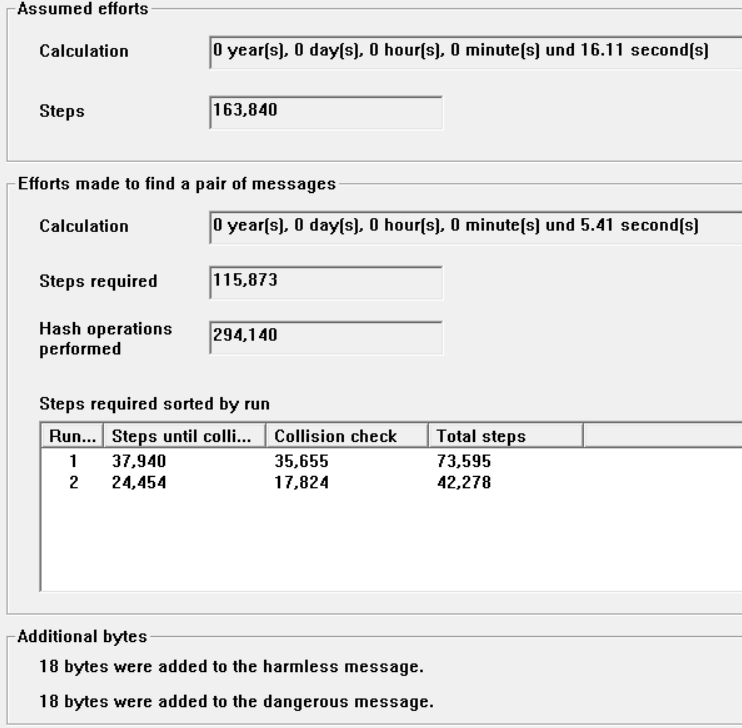 Assumed efforts
Calculation 0 year(s), 0 day(s), 0 hour(s), 0 minute(s) und 16.11 second(s)
Steps 163,840
Efforts made to find a pair of messages
Calculation 0 year(s), 0 day(s), 0 hour(s), 0 minute(s) und 5.41 second(s)
Steps required 115,873
Hash operations
performed 294,140
Steps required sorted by run
Run... Steps until colli... Collision check Total steps
1 37,940 35,655 73,595
2 24,454 17,824 42,278
Additional bytes
18 bytes were added to the harmless message.
18 bytes were added to the dangerous message.